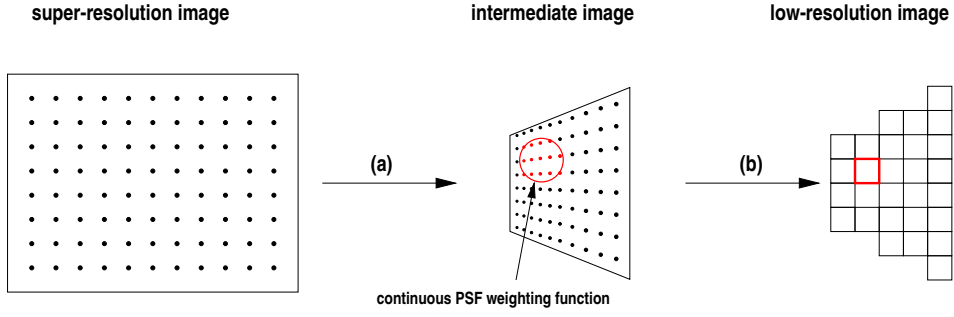 super-resolution image
intermediate image
low-resolution image
(a)
(b)
continuous PSF weighting function